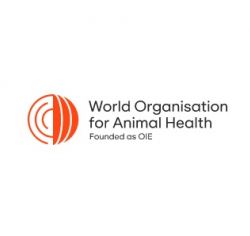 World Organisation
for Animal Health
Founded as OIE